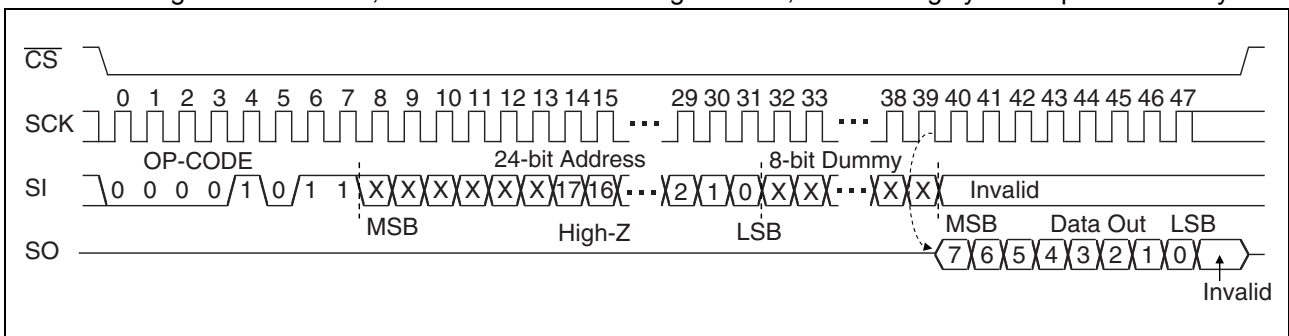 CS
0 1 2 3 4 5 6 7 8 9 10 11 12 13 14 15 29 30 31 32 33 38 39 40 41 42 43 44 45 46 47
SCK ··· ···
OP-CODE 24-bit Address 8-bit Dummy
SI 0 0 0 0 1 0 1 1 X X X X X X 17 16 ··· 2 1 0 X X ··· X X Invalid
MSB High-Z LSB MSB Data Out LSB
SO 7 6 5 4 3 2 1 0
Invalid